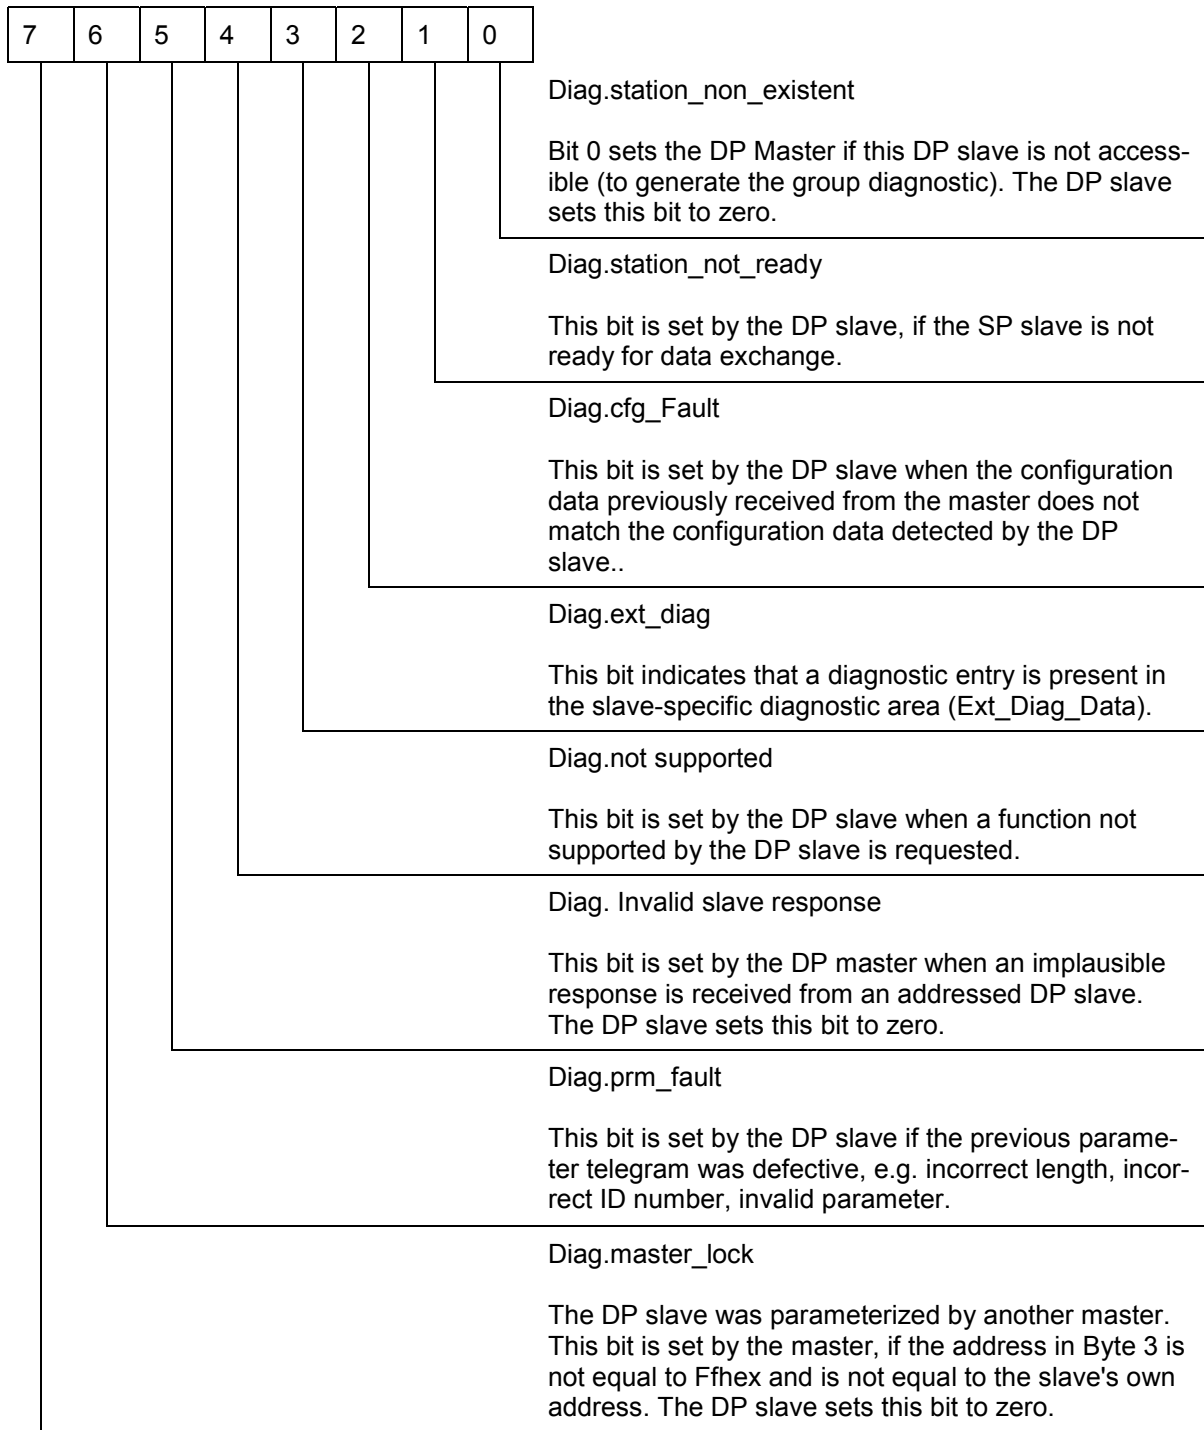 7 6 5 4 3 2 1 0
Diag.station_non_existent
Bit 0 sets the DP Master if this DP slave is not access-
ible (to generate the group diagnostic). The DP slave
sets this bit to zero.
Diag.station_not_ready
This bit is set by the DP slave, if the SP slave is not
ready for data exchange.
Diag.cfg_Fault
This bit is set by the DP slave when the configuration
data previously received from the master does not
match the configuration data detected by the DP
slave..
Diag.ext_diag
This bit indicates that a diagnostic entry is present in
the slave-specific diagnostic area (Ext_Diag_Data).
Diag.not supported
This bit is set by the DP slave when a function not
supported by the DP slave is requested.
Diag. Invalid slave response
This bit is set by the DP master when an implausible
response is received from an addressed DP slave.
The DP slave sets this bit to zero.
Diag.prm_fault
This bit is set by the DP slave if the previous parame-
ter telegram was defective, e.g. incorrect length, incor-
rect ID number, invalid parameter.
Diag.master_lock
The DP slave was parameterized by another master.
This bit is set by the master, if the address in Byte 3 is
not equal to Ffhex and is not equal to the slave's own
address. The DP slave sets this bit to zero.